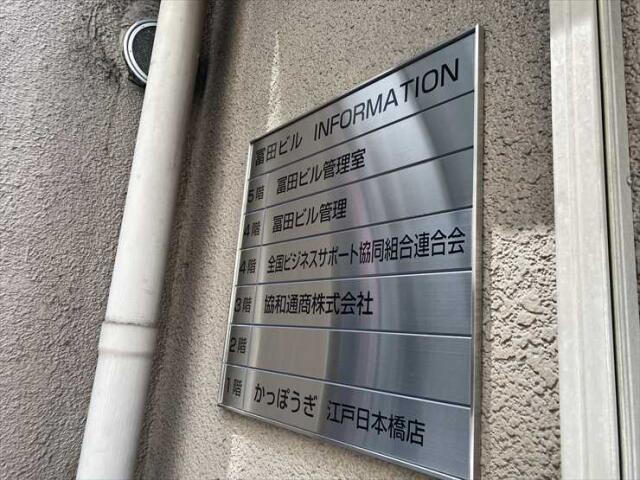 冨田ビル INFORMATION
5階 冨田ビル管理室
4階 冨田ビル管理
4階 全国ビジネスサポート協同組合連合会
3階 協和通商株式会社
2階
1階 かっぽうぎ 江戸日本橋店